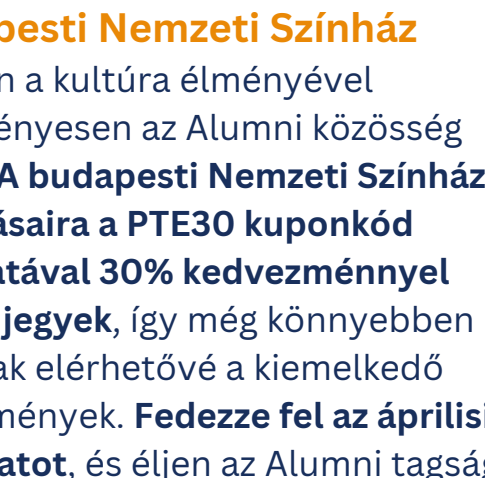 pesti Nemzeti Színház
n a kultúra élményével
ényesen az Alumni közösség
A budapesti Nemzeti Színház
ásaira a PTE30 kuponkód
atával 30% kedvezménnyel
jegyek, így még könnyebben
ak elérhetővé a kiemelkedő
mények. Fedezze fel az áprilisi
atot, és éljen az Alumni tagság